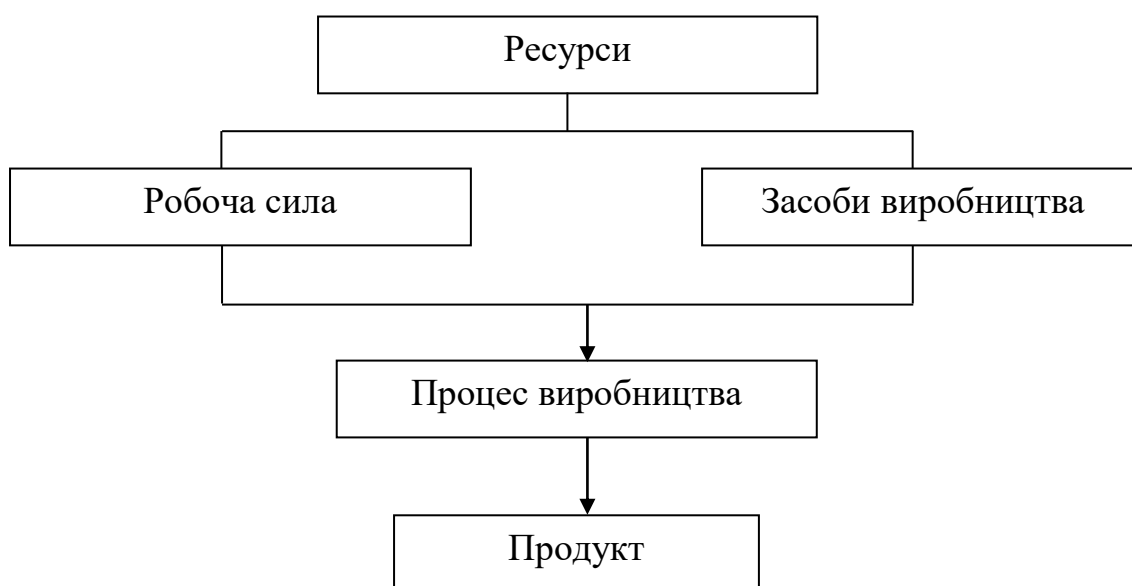 Ресурси
Робоча сила
Засоби виробництва
Процес виробництва
Продукт